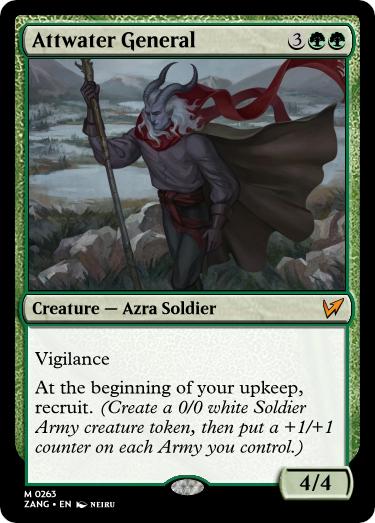 Attwater General 3
Creature — Azra Soldier
Vigilance
At the beginning of your upkeep,
recruit. (Create a 0/0 white Soldier
Army creature token, then put a +1/+1
counter on each Army you control.)
4/4
M 0263
ZANG • EN NEIRU